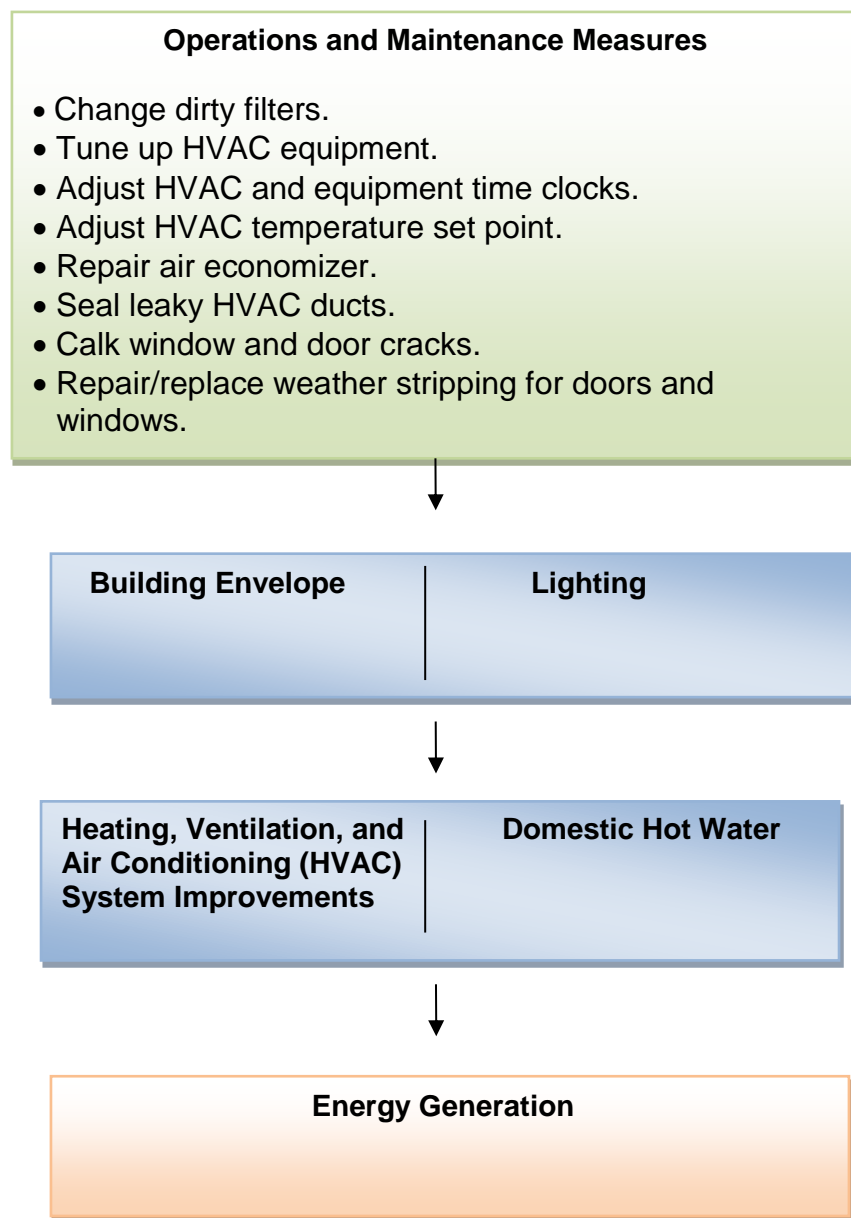 Operations and Maintenance Measures
• Change dirty filters.
• Tune up HVAC equipment.
• Adjust HVAC and equipment time clocks.
• Adjust HVAC temperature set point.
• Repair air economizer.
• Seal leaky HVAC ducts.
• Calk window and door cracks.
• Repair/replace weather stripping for doors and
windows.
Building Envelope
Lighting
Heating, Ventilation, and
Air Conditioning (HVAC)
System Improvements
Domestic Hot Water
Energy Generation